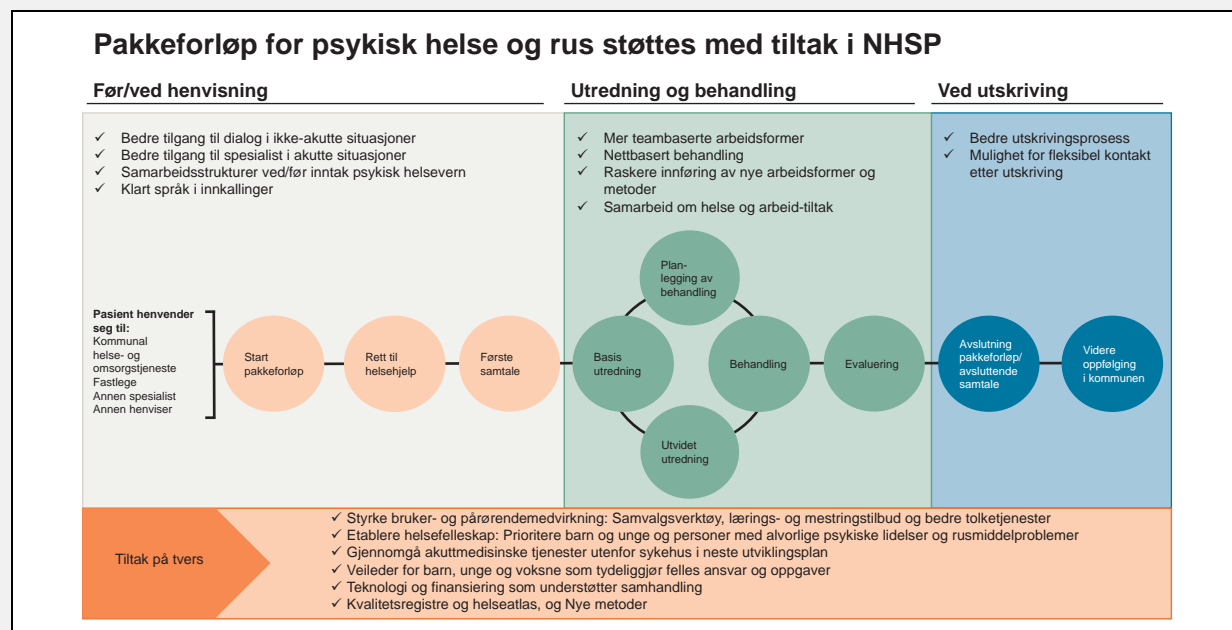 Pakkeforløp for psykisk helse og rus støttes med tiltak i NHSP
Før/ved henvisning
✓ Bedre tilgang til dialog i ikke-akutte situasjoner
✓ Bedre tilgang til spesialist i akutte situasjoner
✓ Samarbeidsstrukturer ved/før inntak psykisk helsevern
✓ Klart språk i innkallinger
Utredning og behandling
✓ Mer teambaserte arbeidsformer
✓ Nettbasert behandling
✓ Raskere innføring av nye arbeidsformer og
metoder
✓ Samarbeid om helse og arbeid-tiltak
Ved utskriving
✓ Bedre utskrivingsprosess
✓ Mulighet for fleksibel kontakt
etter utskriving
Pasient henvender
seg til:
Kommunal
helse- og
omsorgstjeneste
Fastlege
Annen spesialist
Annen henviser
Start
pakkeforløp
Rett til
helsehjelp
Første
samtale
Basis
utredning
Plan-
legging av
behandling
Utvidet
utredning
Behandling
Evaluering
Avslutning
pakkeforløp/
avsluttende
samtale
Videre
oppfølging
i kommunen
Tiltak på tvers
✓ Styrke bruker- og pårørendemedvirkning: Samvalgsverktøy, lærings- og mestringstilbud og bedre tolketjenester
✓ Etablere helsefelleskap: Prioritere barn og unge og personer med alvorlige psykiske lidelser og rusmiddelproblemer
✓ Gjennomgå akuttmedisinske tjenester utenfor sykehus i neste utviklingsplan
✓ Veileder for barn, unge og voksne som tydeliggjør felles ansvar og oppgaver
✓ Teknologi og finansiering som understøtter samhandling
✓ Kvalitetsregistre og helseatlas, og Nye metoder